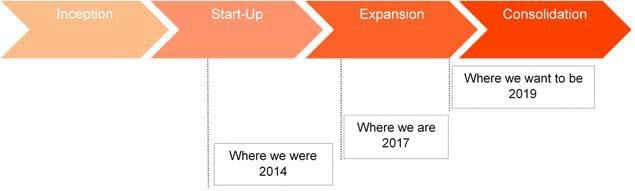 Inception
Start-Up
Expansion
Consolidation
Where we want to be
2019
Where we are
2017
Where we were
2014